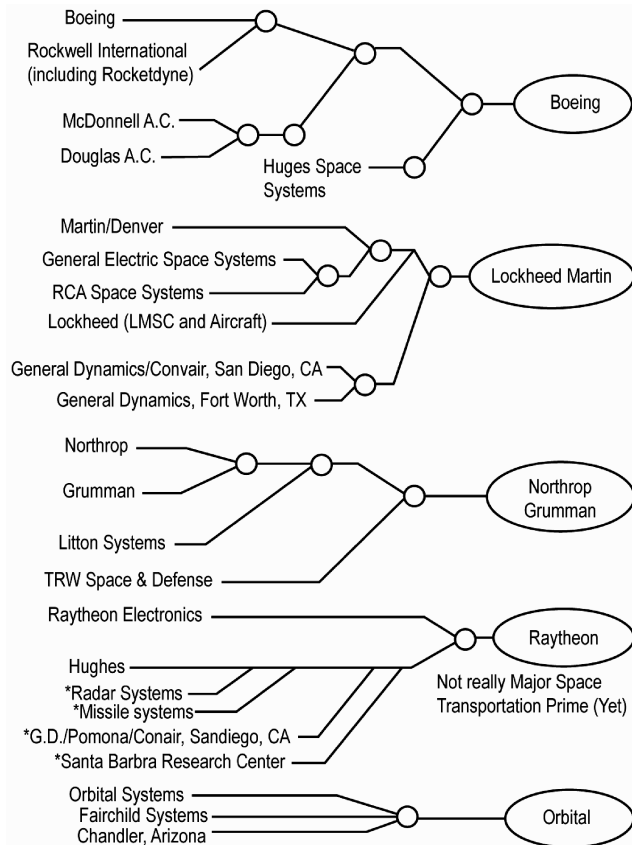 Boeing
Rockwell International
(including Rocketdyne)
McDonnell A.C.
Douglas A.C.
Huges Space
Systems
Boeing
Martin/Denver
General Electric Space Systems
RCA Space Systems
Lockheed (LMSC and Aircraft)
General Dynamics/Convair, San Diego, CA
General Dynamics, Fort Worth, TX
Lockheed Martin
Northrop
Grumman
Litton Systems
TRW Space & Defense
Northrop
Grumman
Raytheon Electronics
Hughes
*Radar Systems
*Missile systems
*G.D./Pomona/Conair, Sandiego, CA
*Santa Barbra Research Center
Raytheon
Not really Major Space
Transportation Prime (Yet)
Orbital Systems
Fairchild Systems
Chandler, Arizona
Orbital